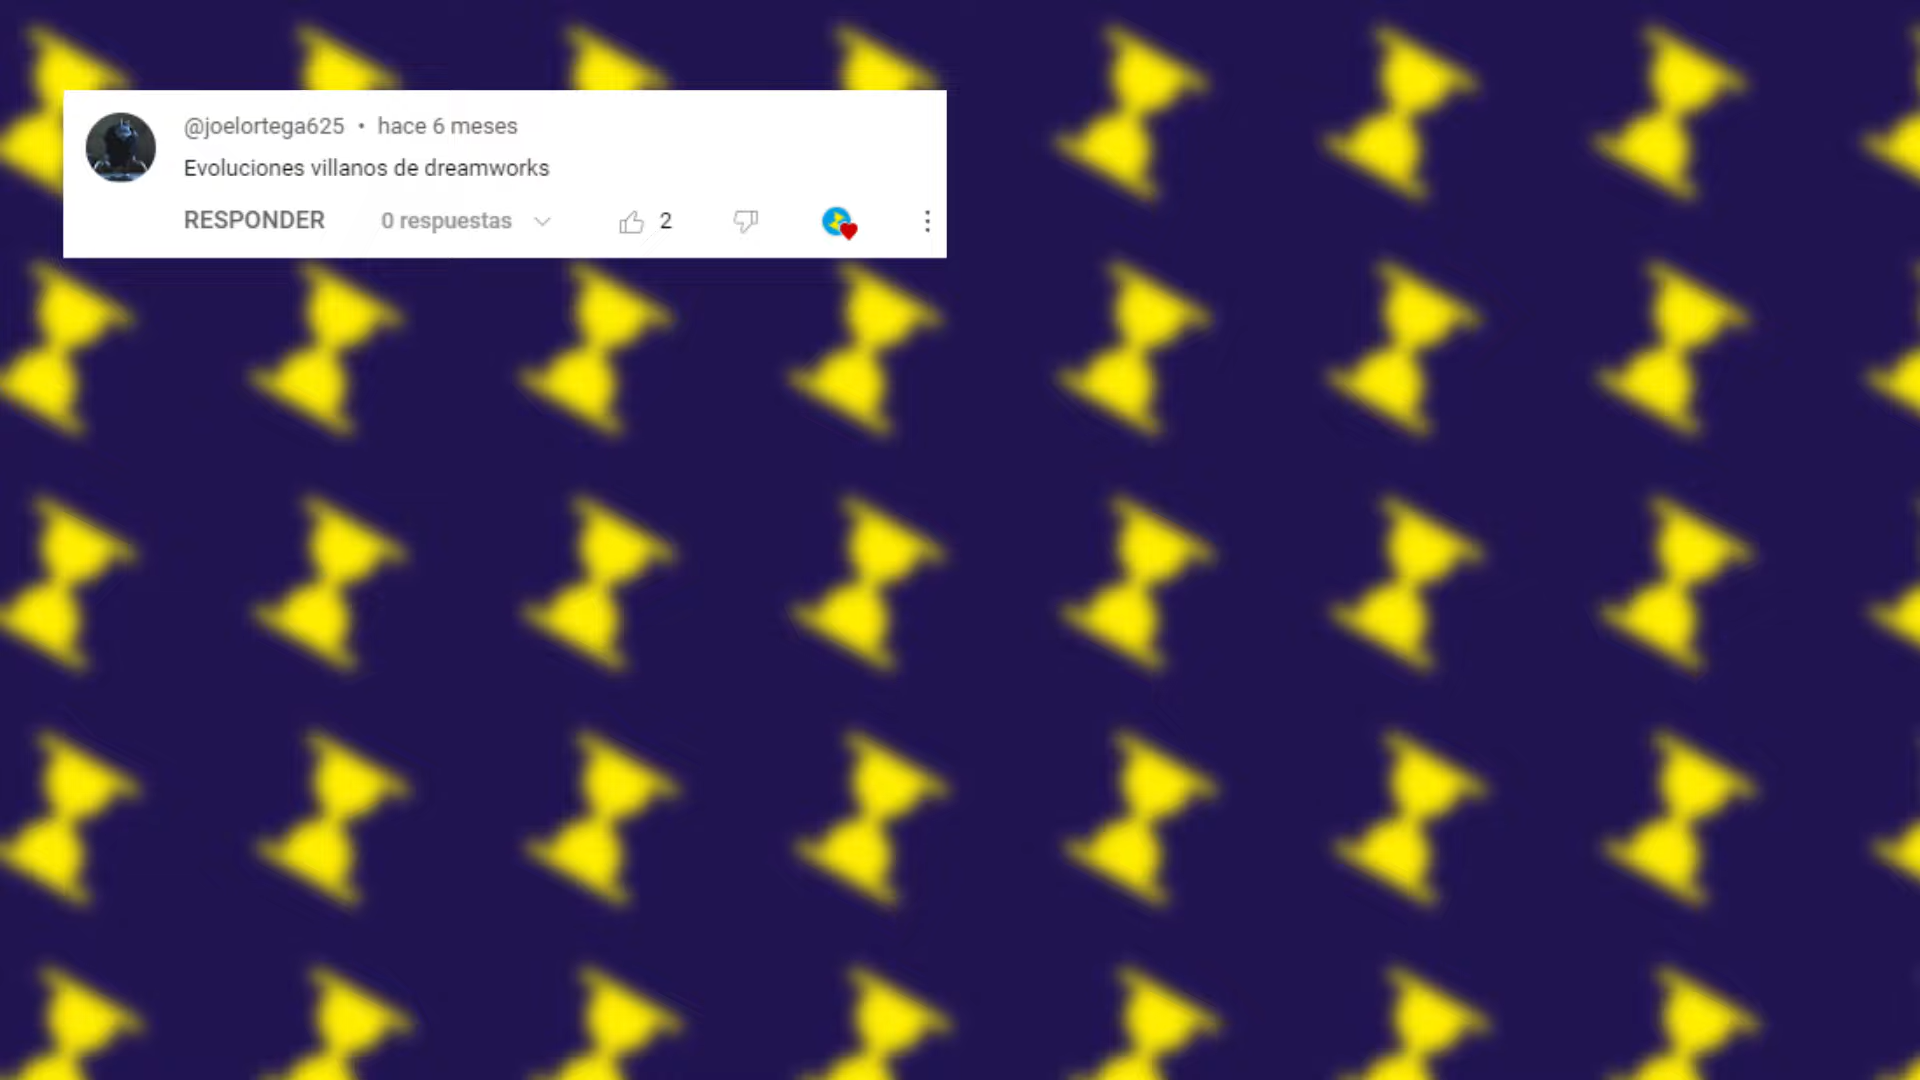 @joelortega625 • hace 6 meses
Evoluciones villanos de dreamworks
RESPONDER 0 respuestas 2